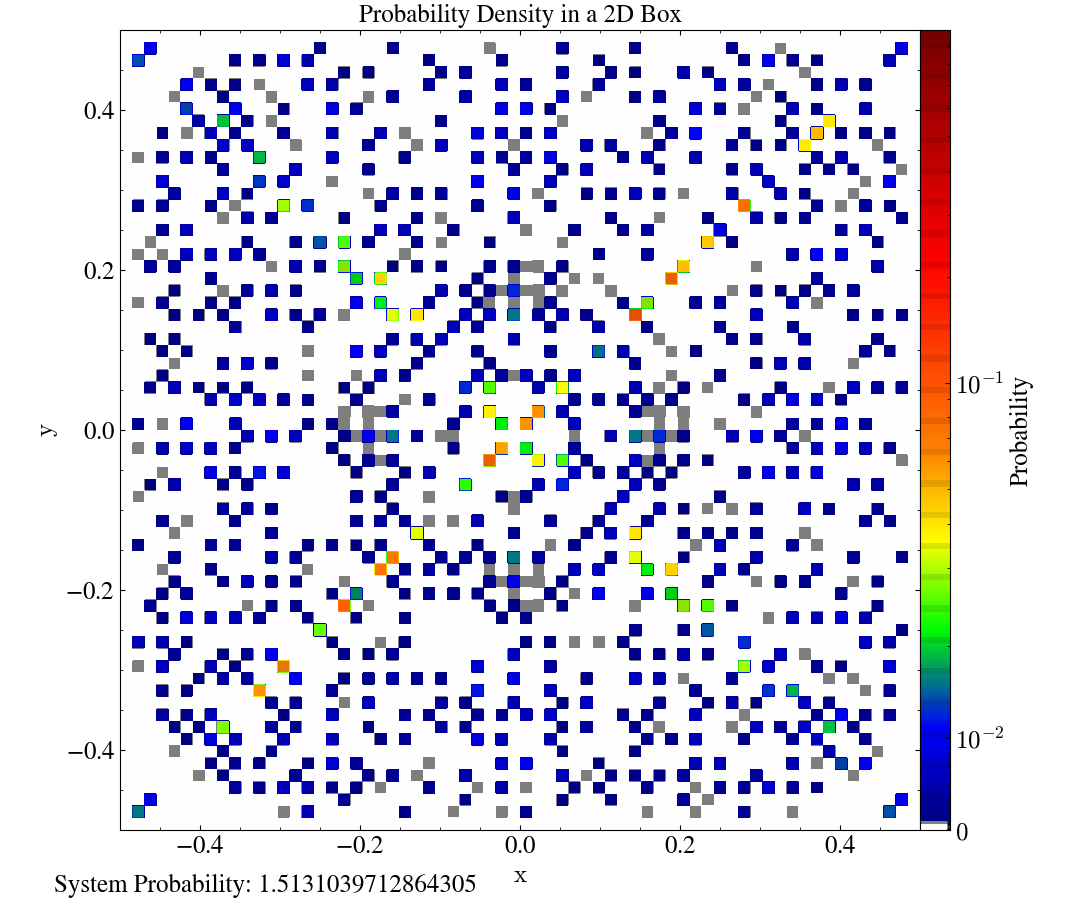 Probability Density in a 2D Box
0.4
0.2
0.0
−0.2
−0.4
y
−0.4 −0.2 0.0 0.2 0.4
x
10⁻¹
10⁻²
0
Probability
System Probability: 1.5131039712864305